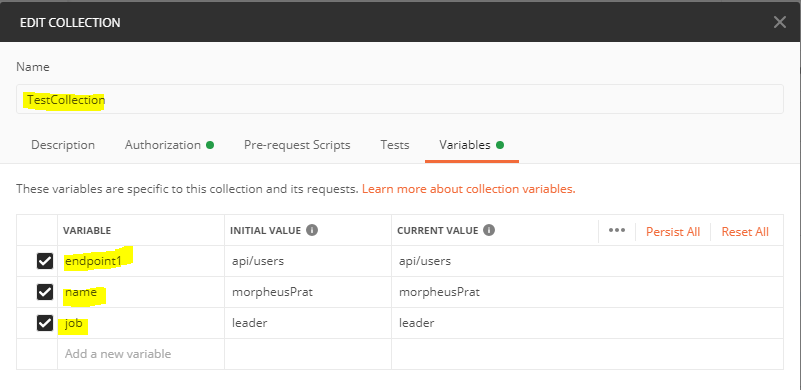 EDIT COLLECTION
Name
TestCollection
Description Authorization Pre-request Scripts Tests Variables
These variables are specific to this collection and its requests. Learn more about collection variables.
VARIABLE INITIAL VALUE CURRENT VALUE ••• Persist All Reset All
endpoint1 api/users api/users
name morpheusPrat morpheusPrat
job leader leader
Add a new variable